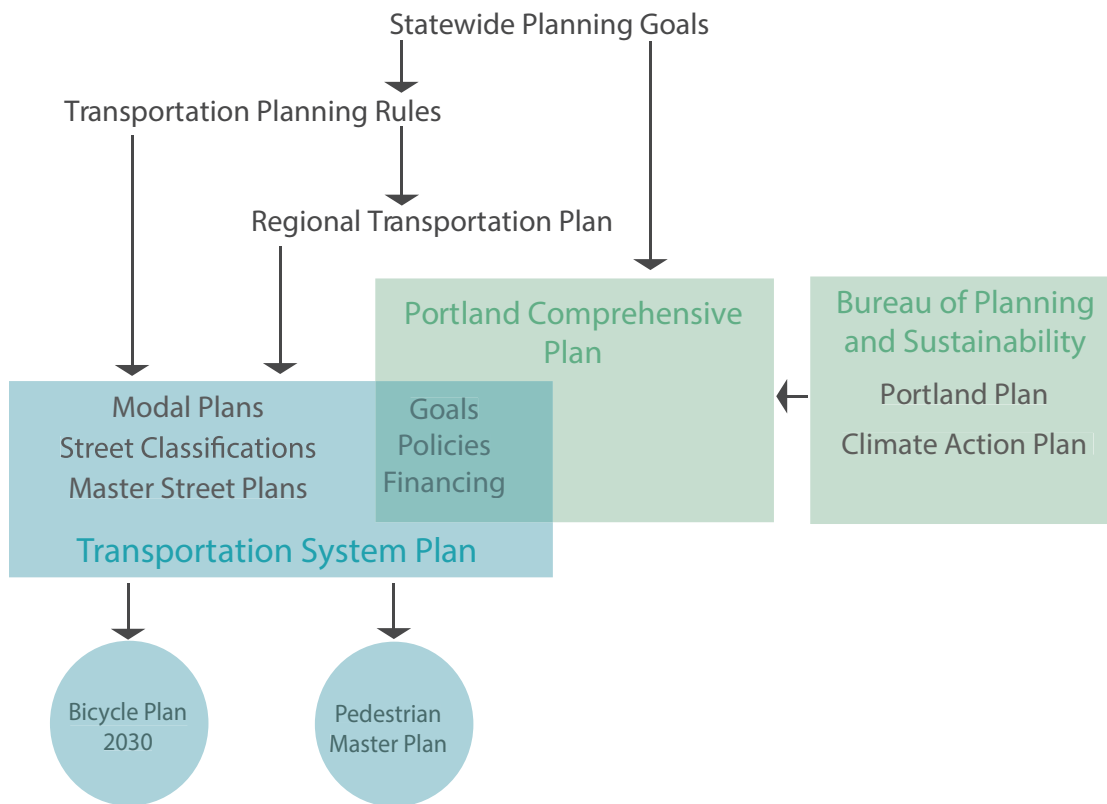 Statewide Planning Goals
Transportation Planning Rules
Regional Transportation Plan
Portland Comprehensive
Plan
Bureau of Planning
and Sustainability
Portland Plan
Climate Action Plan
Modal Plans
Street Classifications
Master Street Plans
Goals
Policies
Financing
Transportation System Plan
Bicycle Plan
2030
Pedestrian
Master Plan